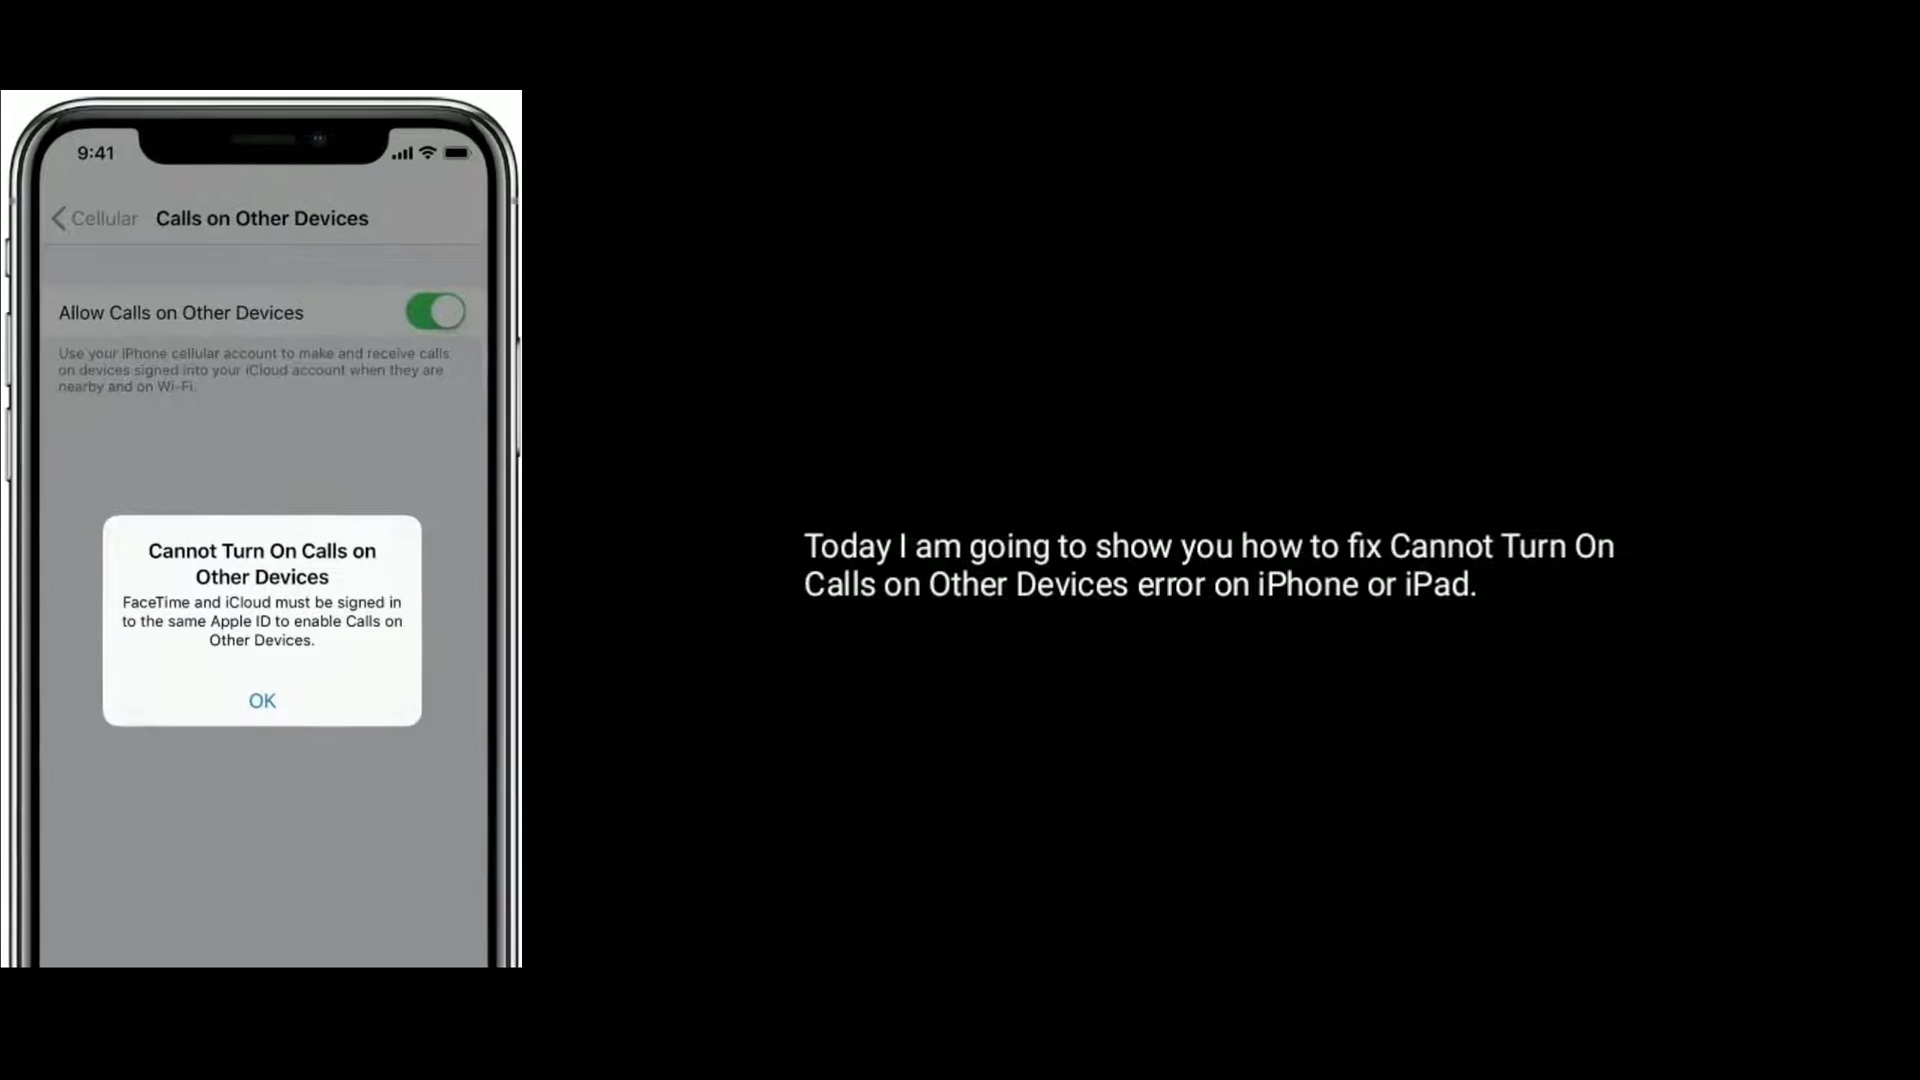 9:41
Cellular Calls on Other Devices
Allow Calls on Other Devices
Use your iPhone cellular account to make and receive calls
on devices signed into your iCloud account when they are
nearby and on Wi-Fi.
Cannot Turn On Calls on
Other Devices
FaceTime and iCloud must be signed in
to the same Apple ID to enable Calls on
Other Devices.
OK
Today I am going to show you how to fix Cannot Turn On
Calls on Other Devices error on iPhone or iPad.